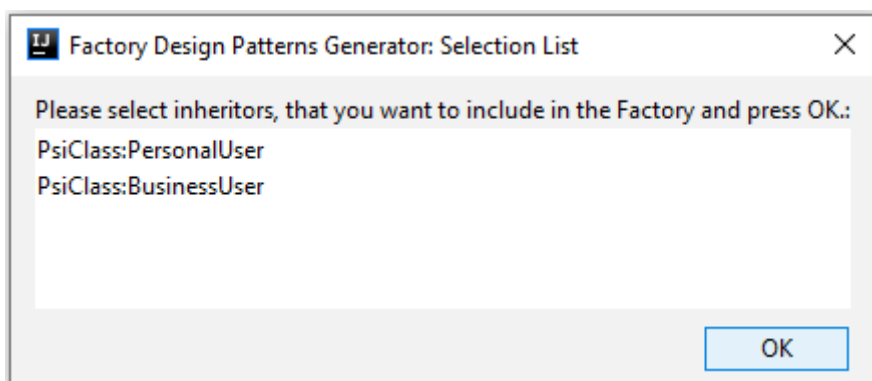 IJ Factory Design Patterns Generator: Selection List
Please select inheritors, that you want to include in the Factory and press OK.:
PsiClass:PersonalUser
PsiClass:BusinessUser
OK